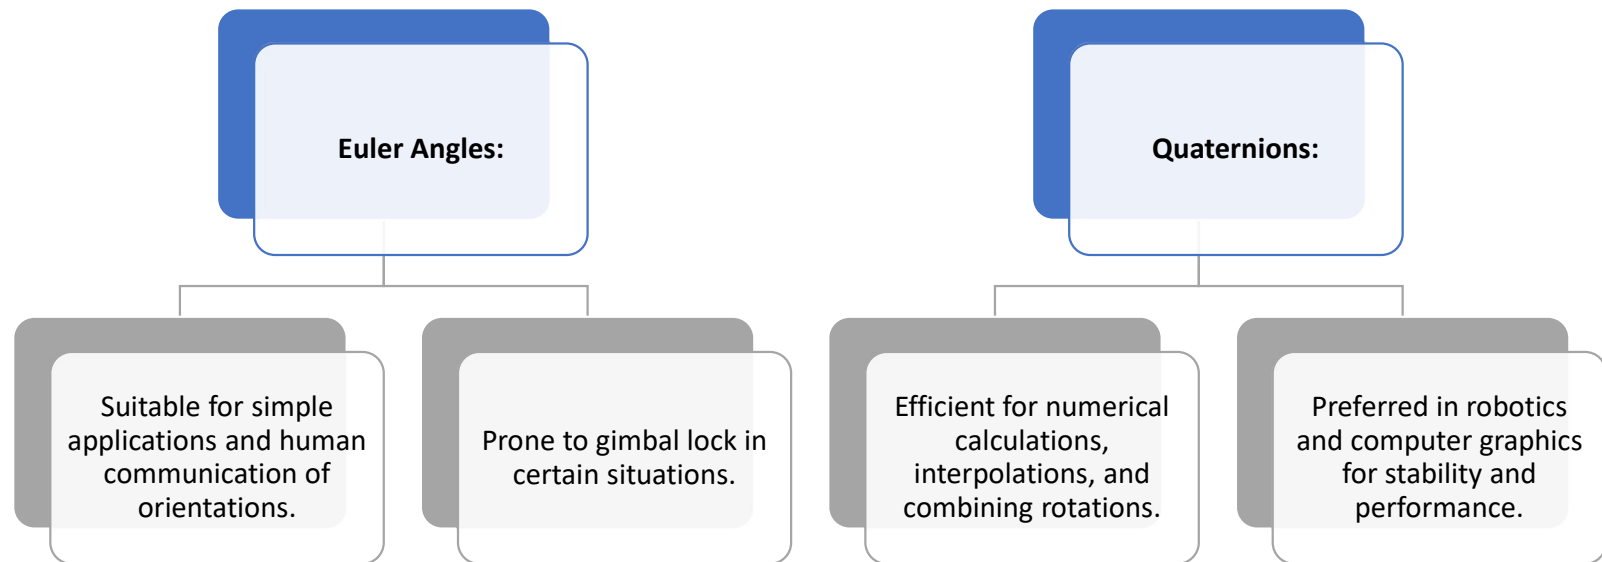 Euler Angles:
Suitable for simple
applications and human
communication of
orientations.
Prone to gimbal lock in
certain situations.
Quaternions:
Efficient for numerical
calculations,
interpolations, and
combining rotations.
Preferred in robotics
and computer graphics
for stability and
performance.